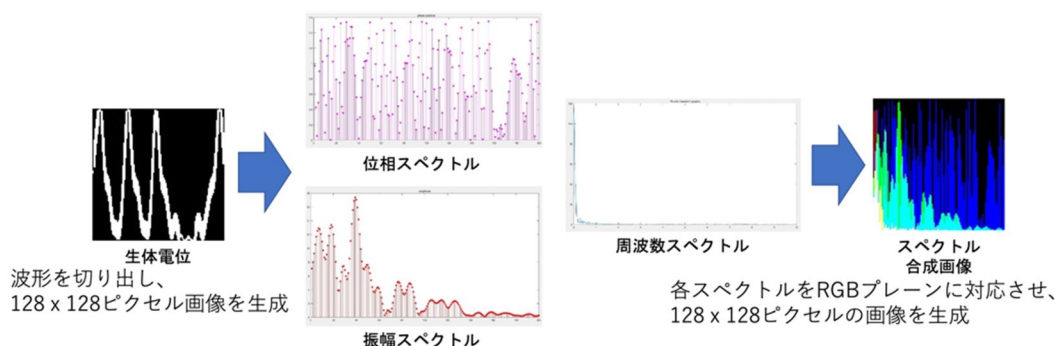 生体電位
波形を切り出し、
128 x 128ピクセル画像を生成
位相スペクトル
振幅スペクトル
周波数スペクトル
スペクトル
合成画像
各スペクトルをRGBプレーンに対応させ、
128 x 128ピクセルの画像を生成